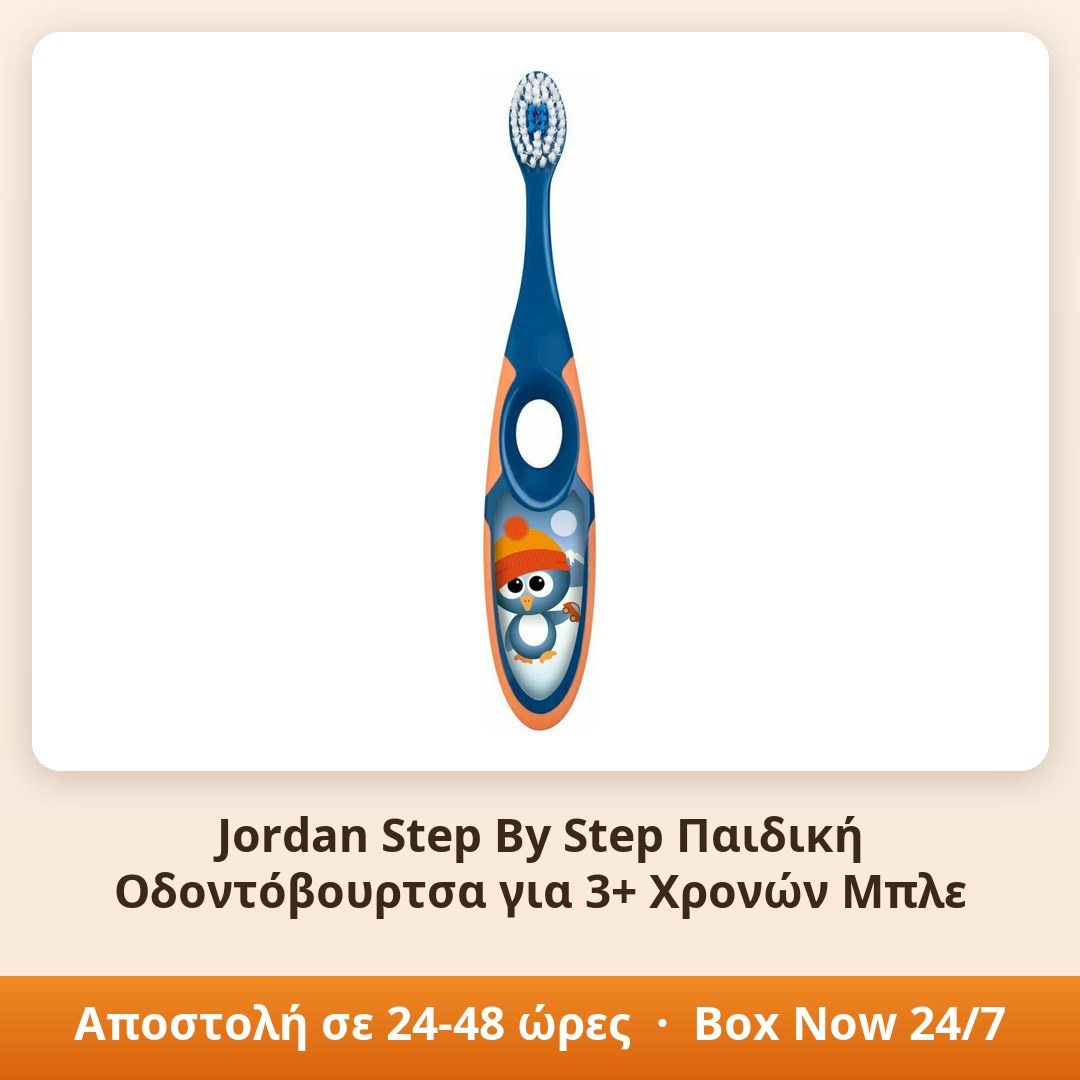 Jordan Step By Step Παιδική
Οδοντόβουρτσα για 3+ Χρονών Μπλε
Αποστολή σε 24-48 ώρες · Box Now 24/7